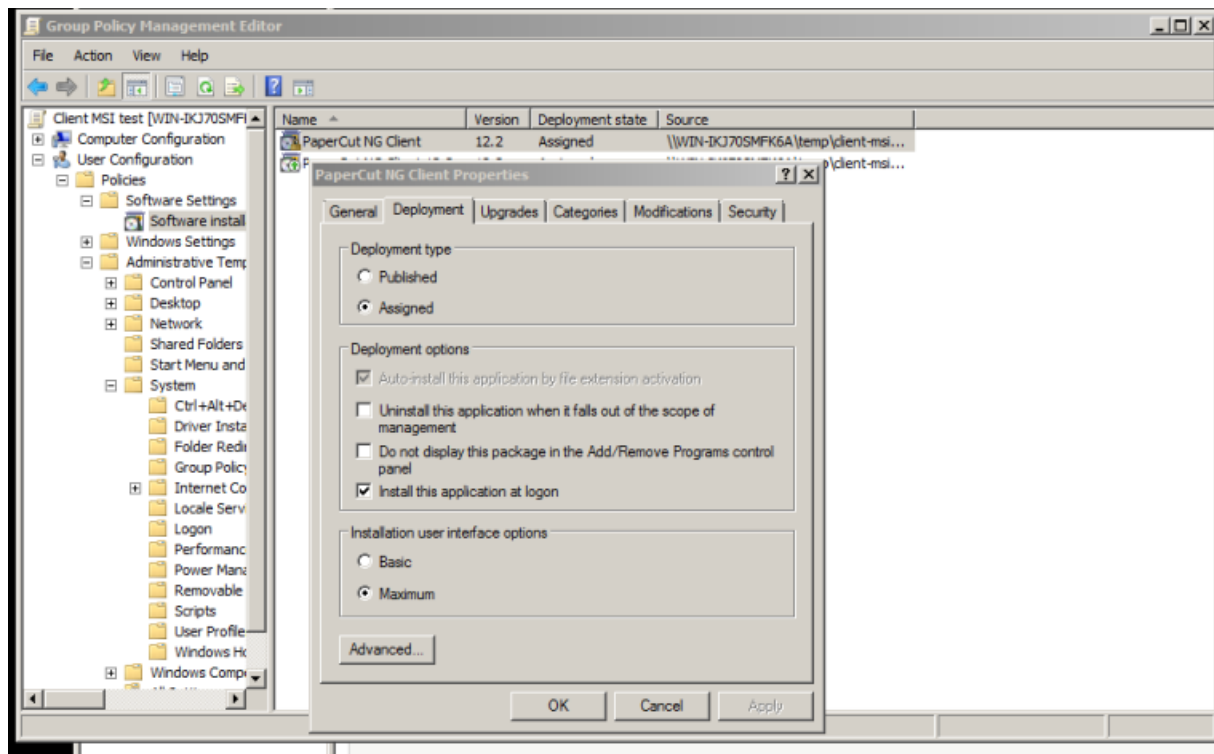 Group Policy Management Editor
File Action View Help
Client MSI test [WIN-IKJ70SMF
Computer Configuration
User Configuration
Policies
Software Settings
Software install
Windows Settings
Administrative Temp
Control Panel
Desktop
Network
Shared Folders
Start Menu and
System
Ctrl+Alt+De
Driver Insta
Folder Redir
Group Policy
Internet Co
Locale Serv
Logon
Performanc
Power Mana
Removable
Scripts
User Profile
Windows Ho
Windows Compo
Name Version Deployment state Source
PaperCut NG Client 12.2 Assigned \\WIN-IKJ70SMFK6A\temp\client-msi...
PaperCut NG Client Properties
General Deployment Upgrades Categories Modifications Security
Deployment type
Published
Assigned
Deployment options
Auto-install this application by file extension activation
Uninstall this application when it falls out of the scope of
management
Do not display this package in the Add/Remove Programs control
panel
Install this application at logon
Installation user interface options
Basic
Maximum
Advanced...
OK Cancel Apply